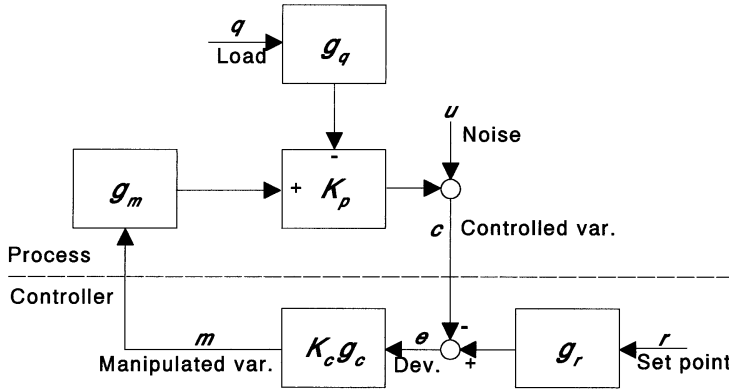 q
Load
g_q
u
Noise
-
g_m
+ K_p
c Controlled var.
Process
Controller
-
m
Manipulated var.
K_c g_c
e
Dev.
+
g_r
r
Set point